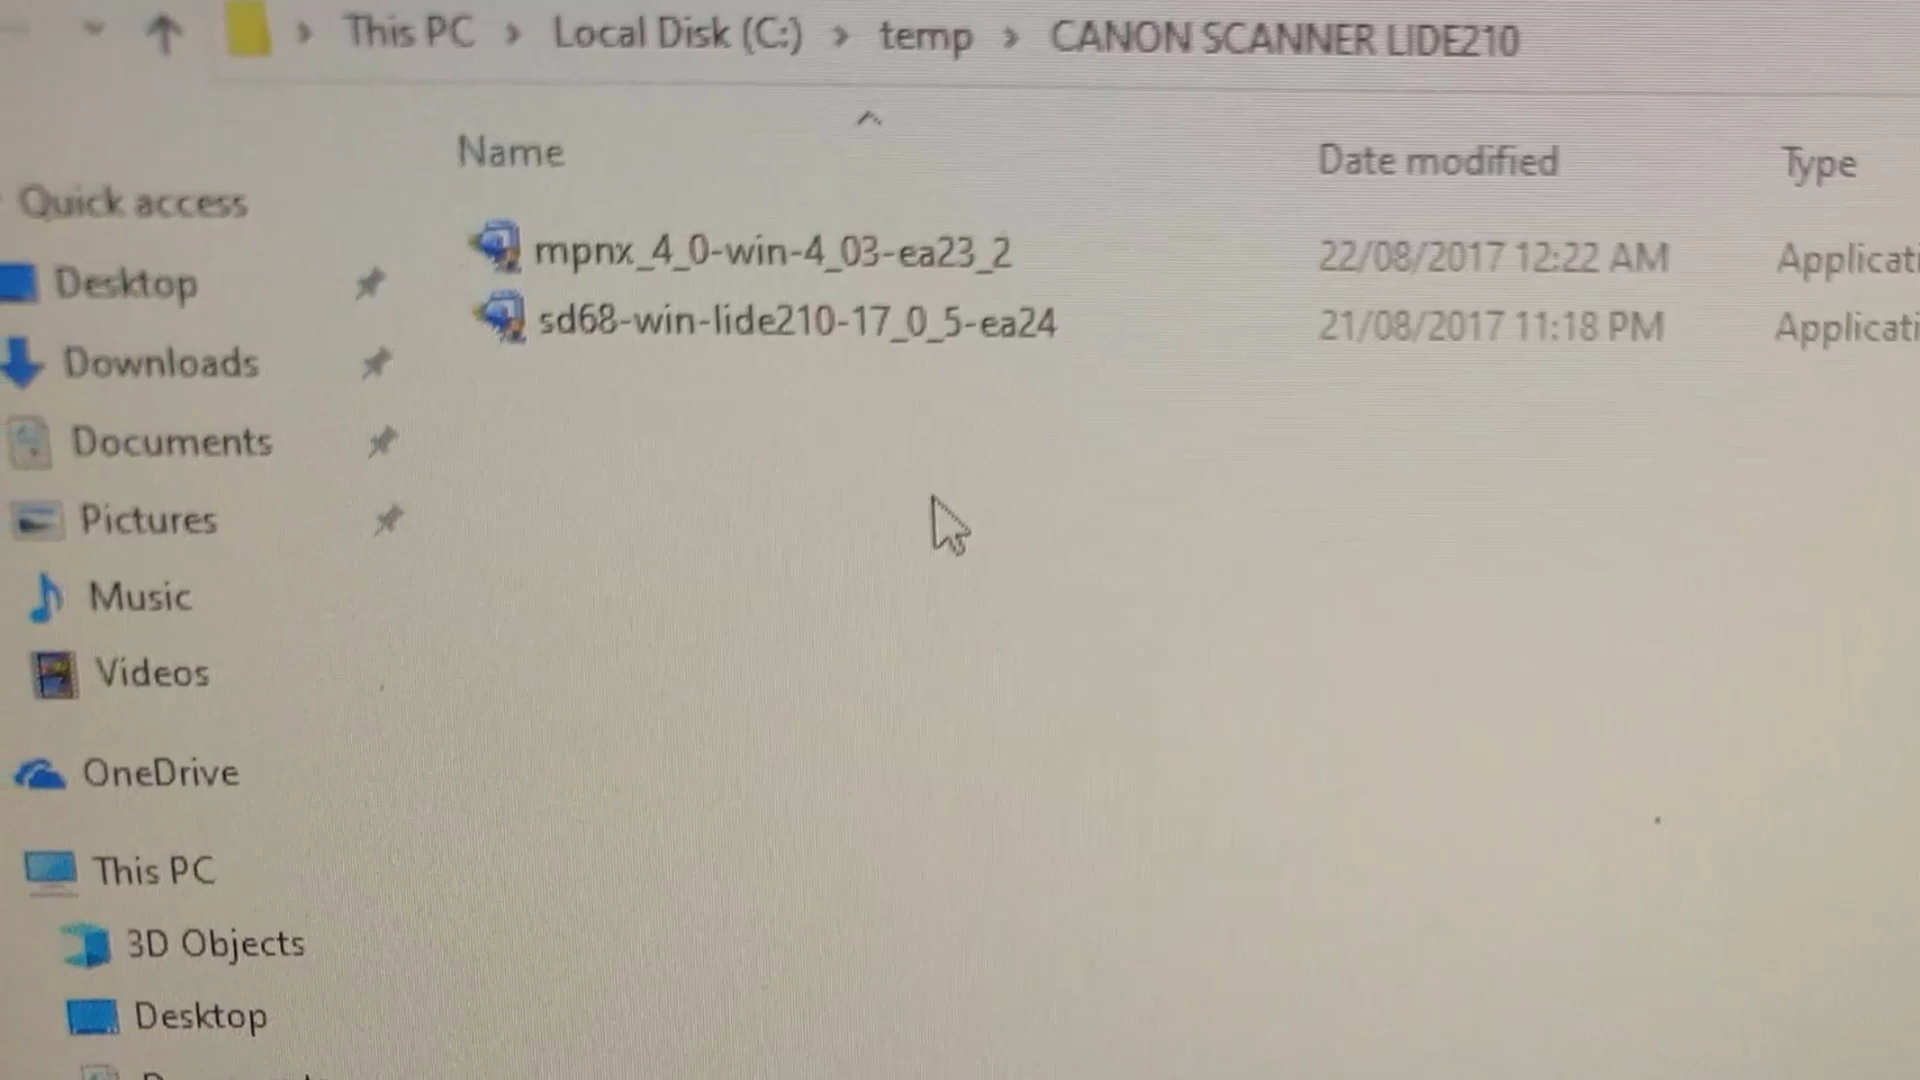 This PC > Local Disk (C:) > temp > CANON SCANNER LIDE210
Name Date modified Type
Quick access
mpnx_4_0-win-4_03-ea23_2 22/08/2017 12:22 AM Applicati
sd68-win-lide210-17_0_5-ea24 21/08/2017 11:18 PM Applicati
Desktop
Downloads
Documents
Pictures
Music
Videos
OneDrive
This PC
3D Objects
Desktop